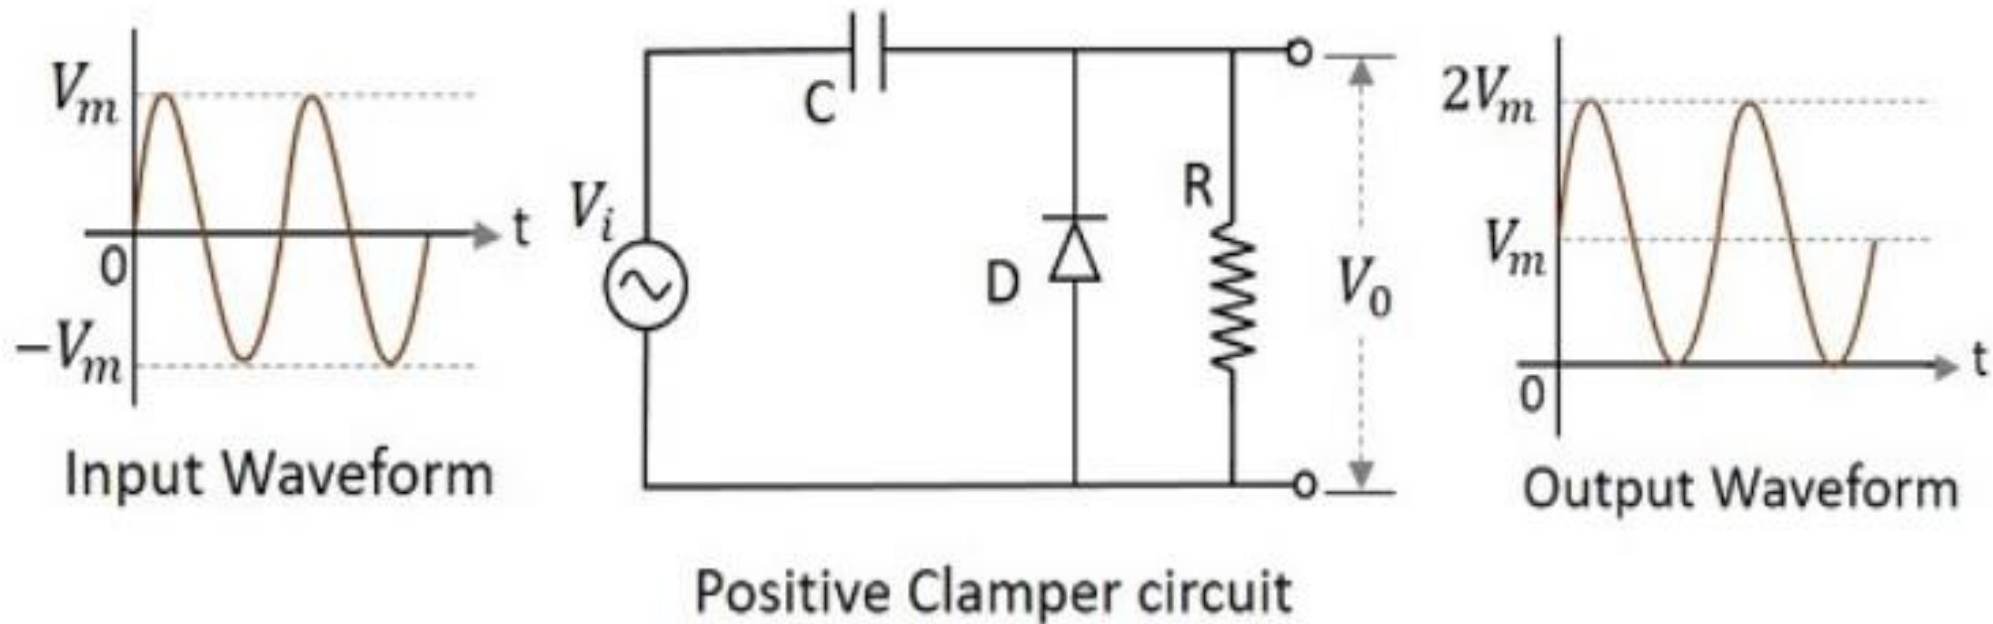 V_m
0
−V_m
t
Input Waveform
V_i
C
D
R
V_0
2V_m
V_m
0
t
Output Waveform
Positive Clamper circuit